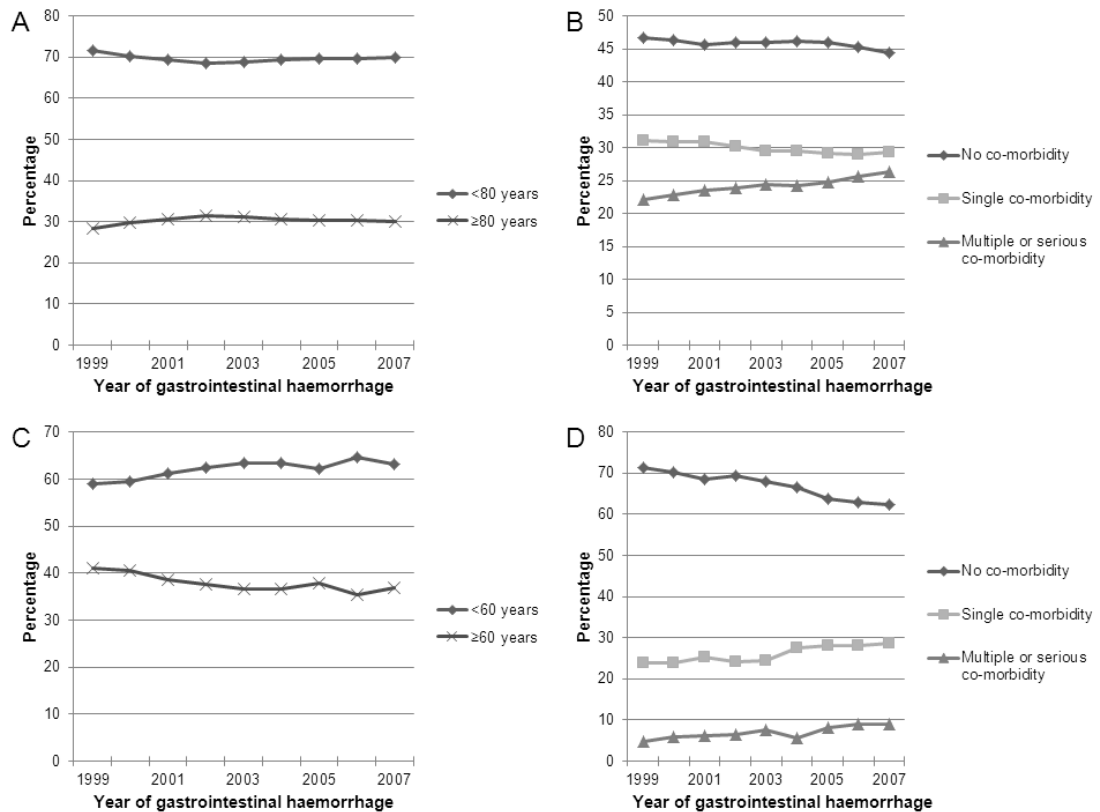 A
80
70
60
50
40
30
20
10
0
Percentage
1999 2001 2003 2005 2007
Year of gastrointestinal haemorrhage
<80 years
≥80 years
B
50
45
40
35
30
25
20
15
10
5
0
Percentage
1999 2001 2003 2005 2007
Year of gastrointestinal haemorrhage
No co-morbidity
Single co-morbidity
Multiple or serious
co-morbidity
C
70
60
50
40
30
20
10
0
Percentage
1999 2001 2003 2005 2007
Year of gastrointestinal haemorrhage
<60 years
≥60 years
D
80
70
60
50
40
30
20
10
0
Percentage
1999 2001 2003 2005 2007
Year of gastrointestinal haemorrhage
No co-morbidity
Single co-morbidity
Multiple or serious
co-morbidity